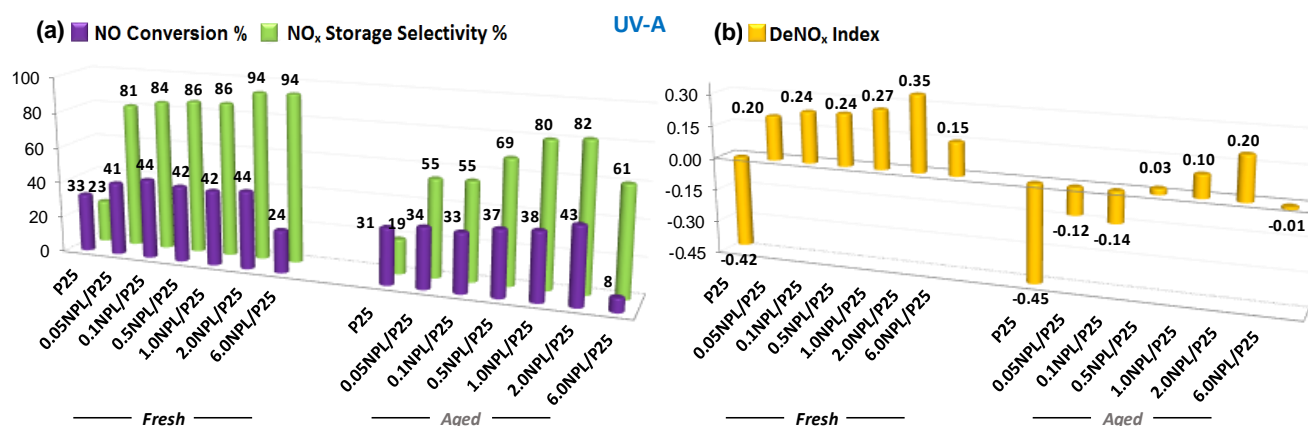 UV-A
(a) NO Conversion % NOₓ Storage Selectivity %
100
80
60
40
20
0
33 23 41 81 44 84 42 86 42 86 44 94 24 94
31 19 34 55 33 55 37 69 38 80 43 82 8 61
P25
0.05NPL/P25
0.1NPL/P25
0.5NPL/P25
1.0NPL/P25
2.0NPL/P25
6.0NPL/P25
P25
0.05NPL/P25
0.1NPL/P25
0.5NPL/P25
1.0NPL/P25
2.0NPL/P25
6.0NPL/P25
Fresh
Aged
(b) DeNOₓ Index
0.30
0.15
0.00
-0.15
-0.30
-0.45
-0.42 0.20 0.24 0.24 0.27 0.35 0.15
-0.45 -0.12 -0.14 0.03 0.10 0.20 -0.01
P25
0.05NPL/P25
0.1NPL/P25
0.5NPL/P25
1.0NPL/P25
2.0NPL/P25
6.0NPL/P25
P25
0.05NPL/P25
0.1NPL/P25
0.5NPL/P25
1.0NPL/P25
2.0NPL/P25
6.0NPL/P25
Fresh
Aged